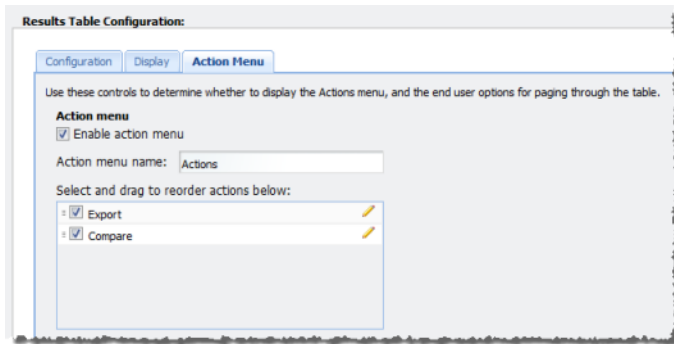 Results Table Configuration:
Configuration Display Action Menu
Use these controls to determine whether to display the Actions menu, and the end user options for paging through the table.
Action menu
Enable action menu
Action menu name: Actions
Select and drag to reorder actions below:
Export
Compare